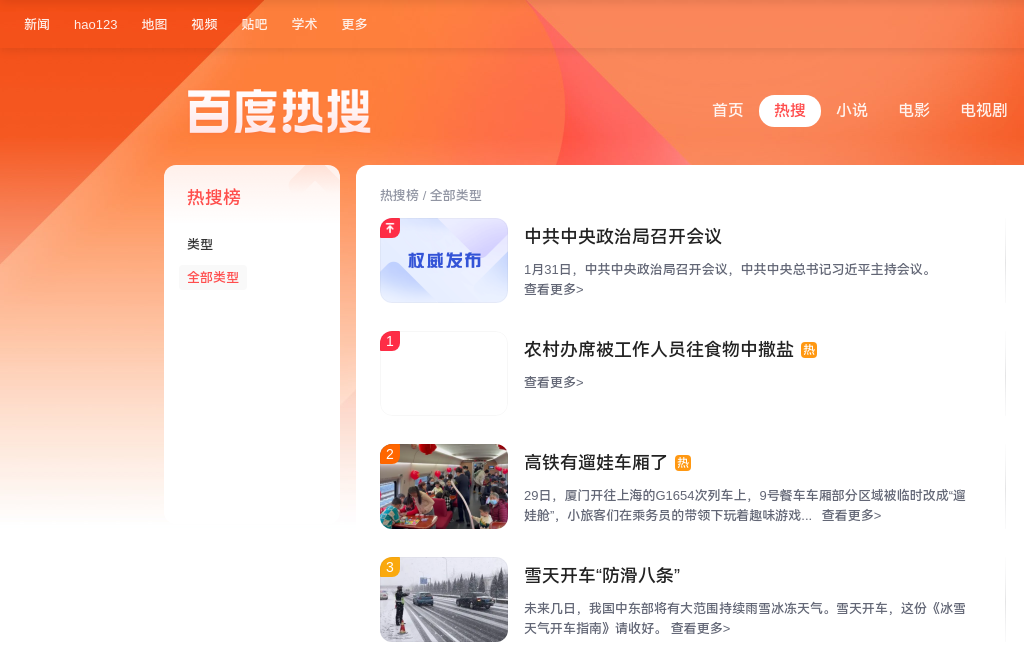 新闻 hao123 地图 视频 贴吧 学术 更多
百度热搜
首页 热搜 小说 电影 电视剧
热搜榜
类型
全部类型
热搜榜 / 全部类型
权威发布
中共中央政治局召开会议
1月31日，中共中央政治局召开会议，中共中央总书记习近平主持会议。
查看更多>
1
农村办席被工作人员往食物中撒盐 热
查看更多>
2
高铁有遛娃车厢了 热
29日，厦门开往上海的G1654次列车上，9号餐车车厢部分区域被临时改成“遛
娃舱”，小旅客们在乘务员的带领下玩着趣味游戏... 查看更多>
3
雪天开车“防滑八条”
未来几日，我国中东部将有大范围持续雨雪冰冻天气。雪天开车，这份《冰雪
天气开车指南》请收好。 查看更多>